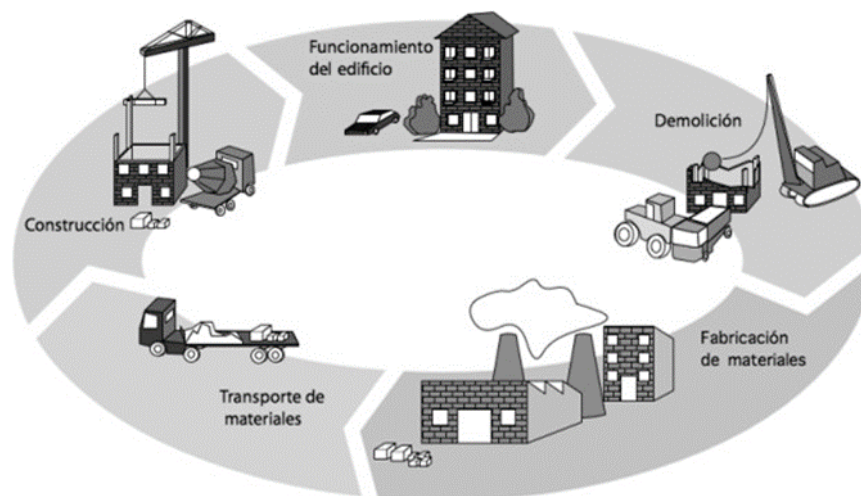 Funcionamiento
del edificio
Demolición
Construcción
Fabricación
de materiales
Transporte de
materiales